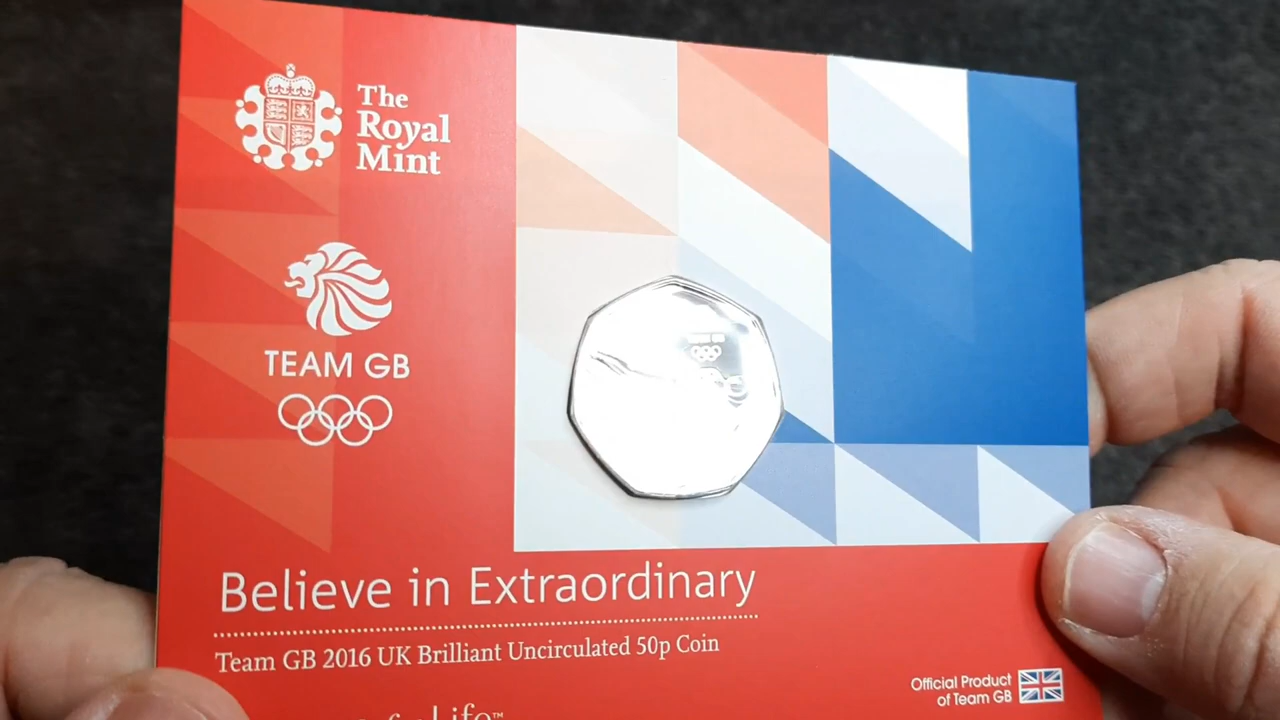 The
Royal
Mint
TEAM GB
Believe in Extraordinary
Team GB 2016 UK Brilliant Uncirculated 50p Coin
Official Product
of Team GB